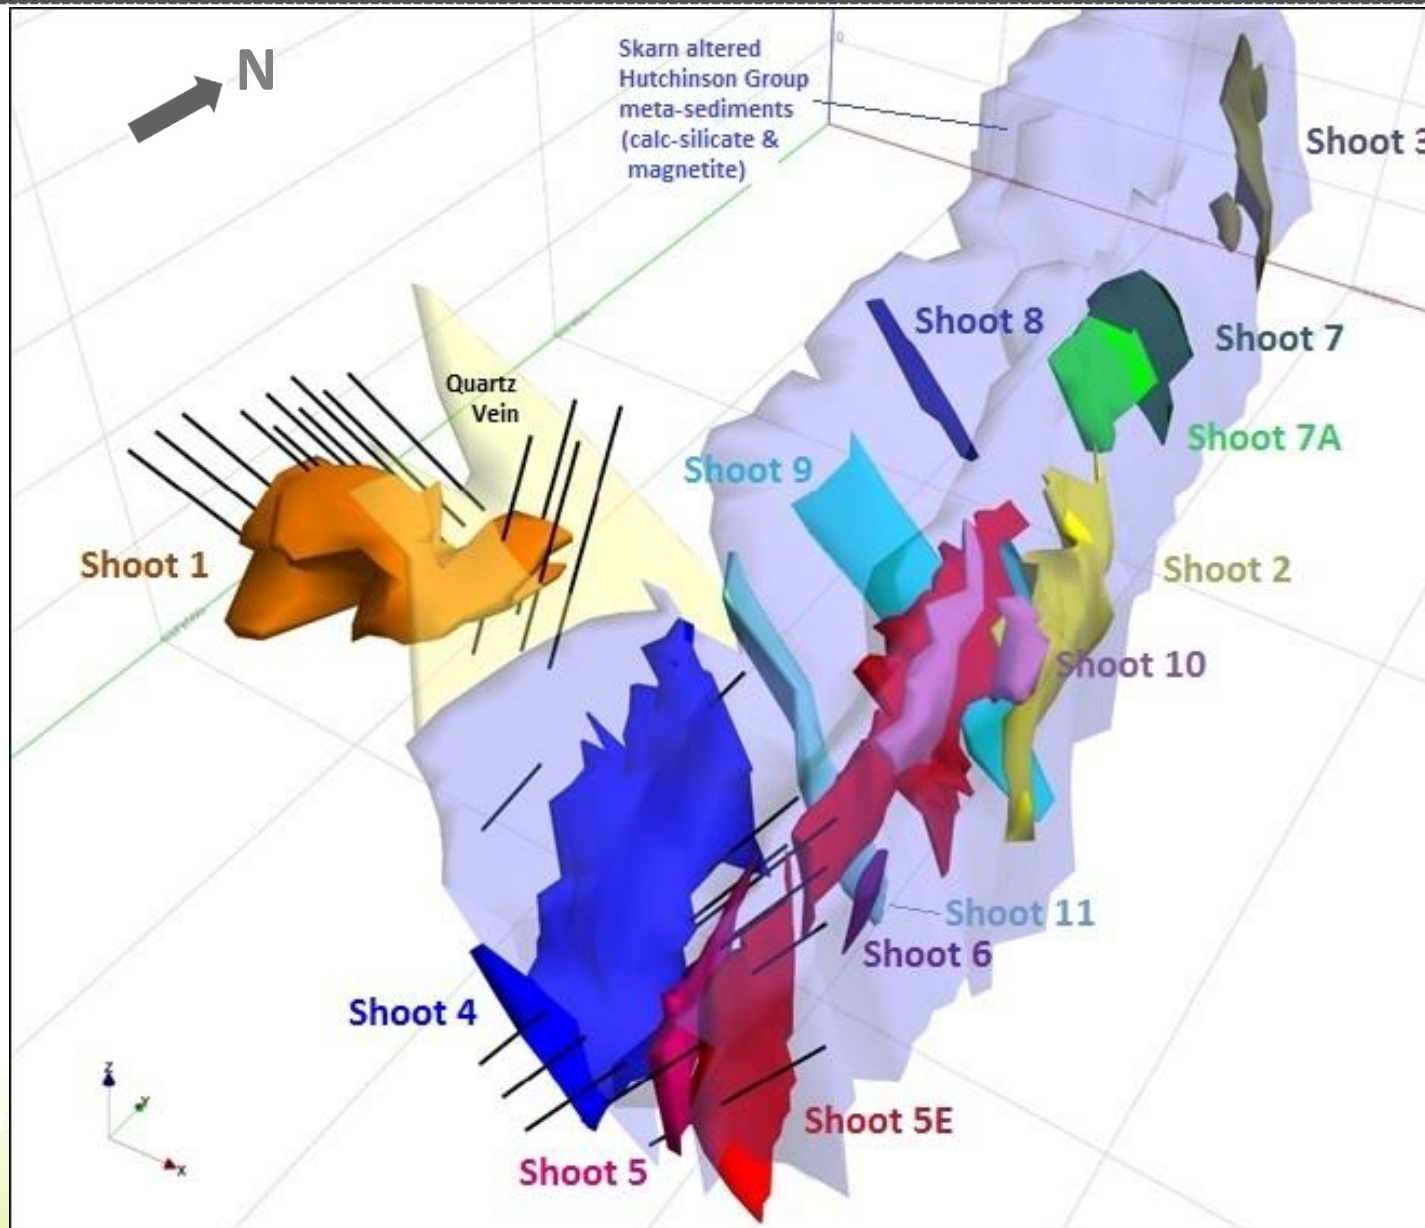 N
Skarn altered
Hutchinson Group
meta-sediments
(calc-silicate &
magnetite)
Shoot 3
Shoot 8
Shoot 7
Quartz
Vein
Shoot 7A
Shoot 9
Shoot 1
Shoot 2
Shoot 10
Shoot 11
Shoot 6
Shoot 4
Shoot 5E
Shoot 5
Z
Y
X
0